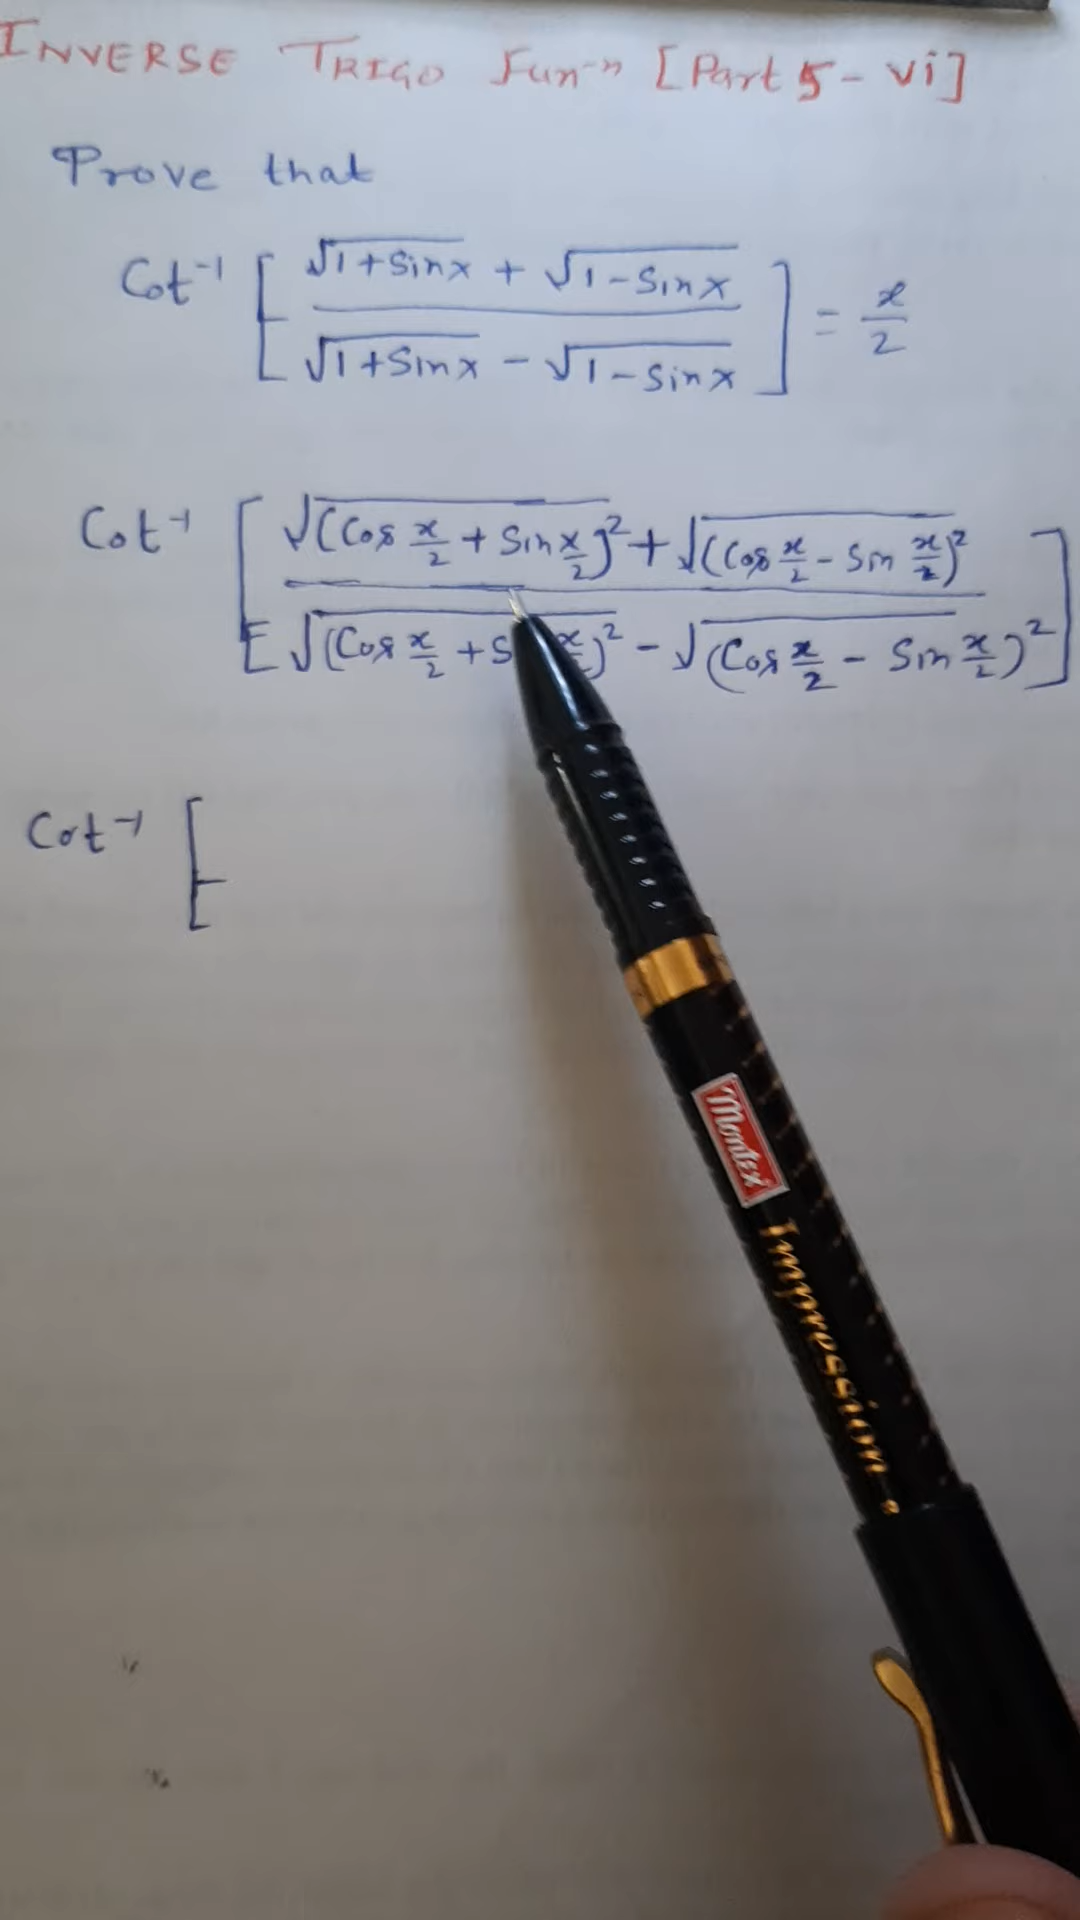 INVERSE TRIGO Fun-n [Part 5 - vi]
Prove that
Cot⁻¹ [ (√1+Sinx + √1-Sinx) / (√1+Sinx - √1-Sinx) ] = x/2
Cot⁻¹ [ (√(Cos x/2 + Sin x/2)² + √(Cos x/2 - Sin x/2)²) / (√(Cos x/2 + S x/2)² - √(Cos x/2 - Sin x/2)²) ]
Cot⁻¹ [
Montex
Impression